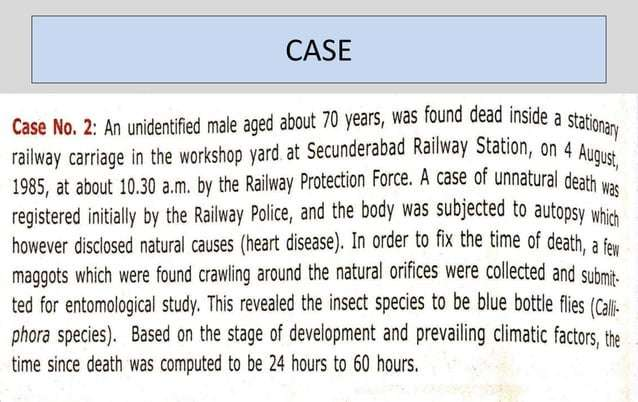 CASE
Case No. 2: An unidentified male aged about 70 years, was found dead inside a stationary
railway carriage in the workshop yard at Secunderabad Railway Station, on 4 August,
1985, at about 10.30 a.m. by the Railway Protection Force. A case of unnatural death was
registered initially by the Railway Police, and the body was subjected to autopsy which
however disclosed natural causes (heart disease). In order to fix the time of death, a few
maggots which were found crawling around the natural orifices were collected and submit-
ted for entomological study. This revealed the insect species to be blue bottle flies (Calli-
phora species). Based on the stage of development and prevailing climatic factors, the
time since death was computed to be 24 hours to 60 hours.